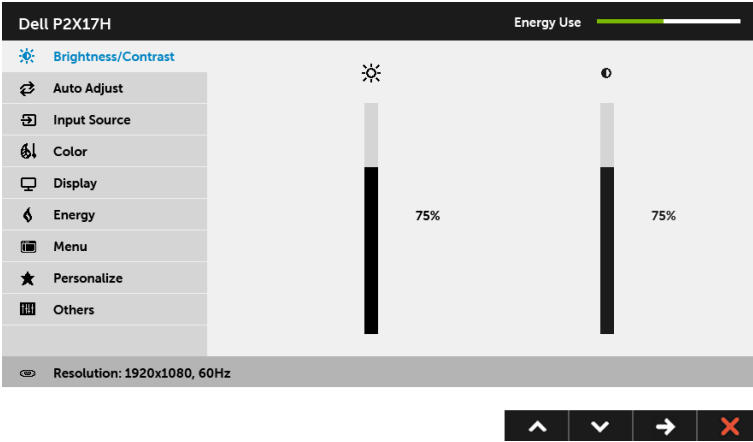 Dell P2X17H
Energy Use
Brightness/Contrast
Auto Adjust
Input Source
Color
Display
Energy
Menu
Personalize
Others
75%
75%
Resolution: 1920x1080, 60Hz